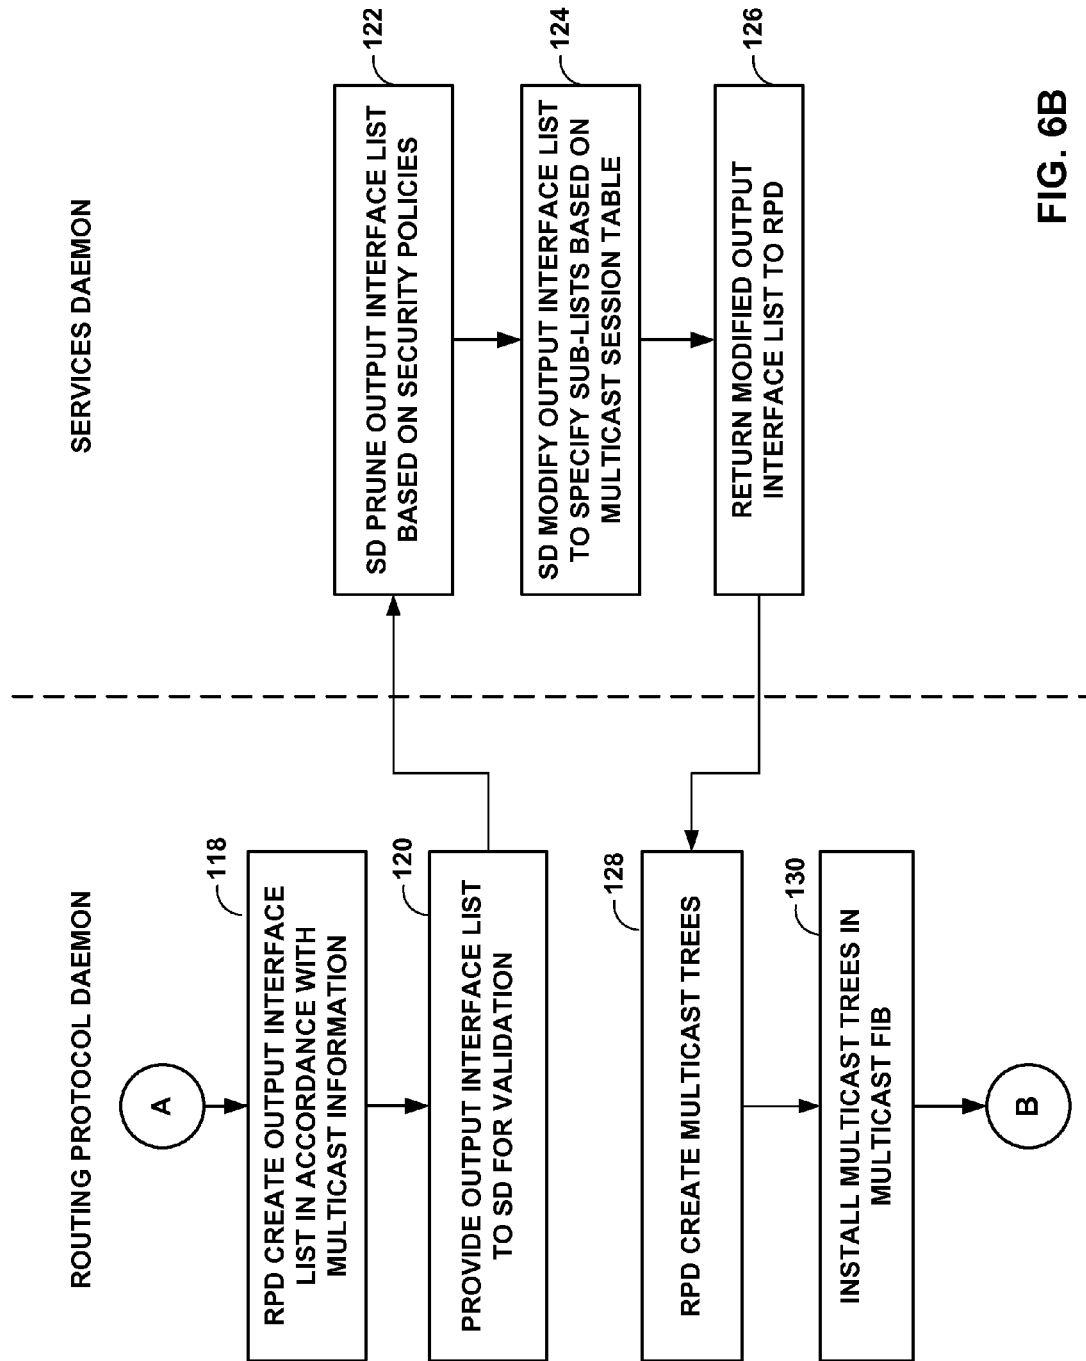 ROUTING PROTOCOL DAEMON
SERVICES DAEMON
A
118
RPD CREATE OUTPUT INTERFACE
LIST IN ACCORDANCE WITH
MULTICAST INFORMATION
120
PROVIDE OUTPUT INTERFACE LIST
TO SD FOR VALIDATION
122
SD PRUNE OUTPUT INTERFACE LIST
BASED ON SECURITY POLICIES
124
SD MODIFY OUTPUT INTERFACE LIST
TO SPECIFY SUB-LISTS BASED ON
MULTICAST SESSION TABLE
126
RETURN MODIFIED OUTPUT
INTERFACE LIST TO RPD
128
RPD CREATE MULTICAST TREES
130
INSTALL MULTICAST TREES IN
MULTICAST FIB
B
FIG. 6B